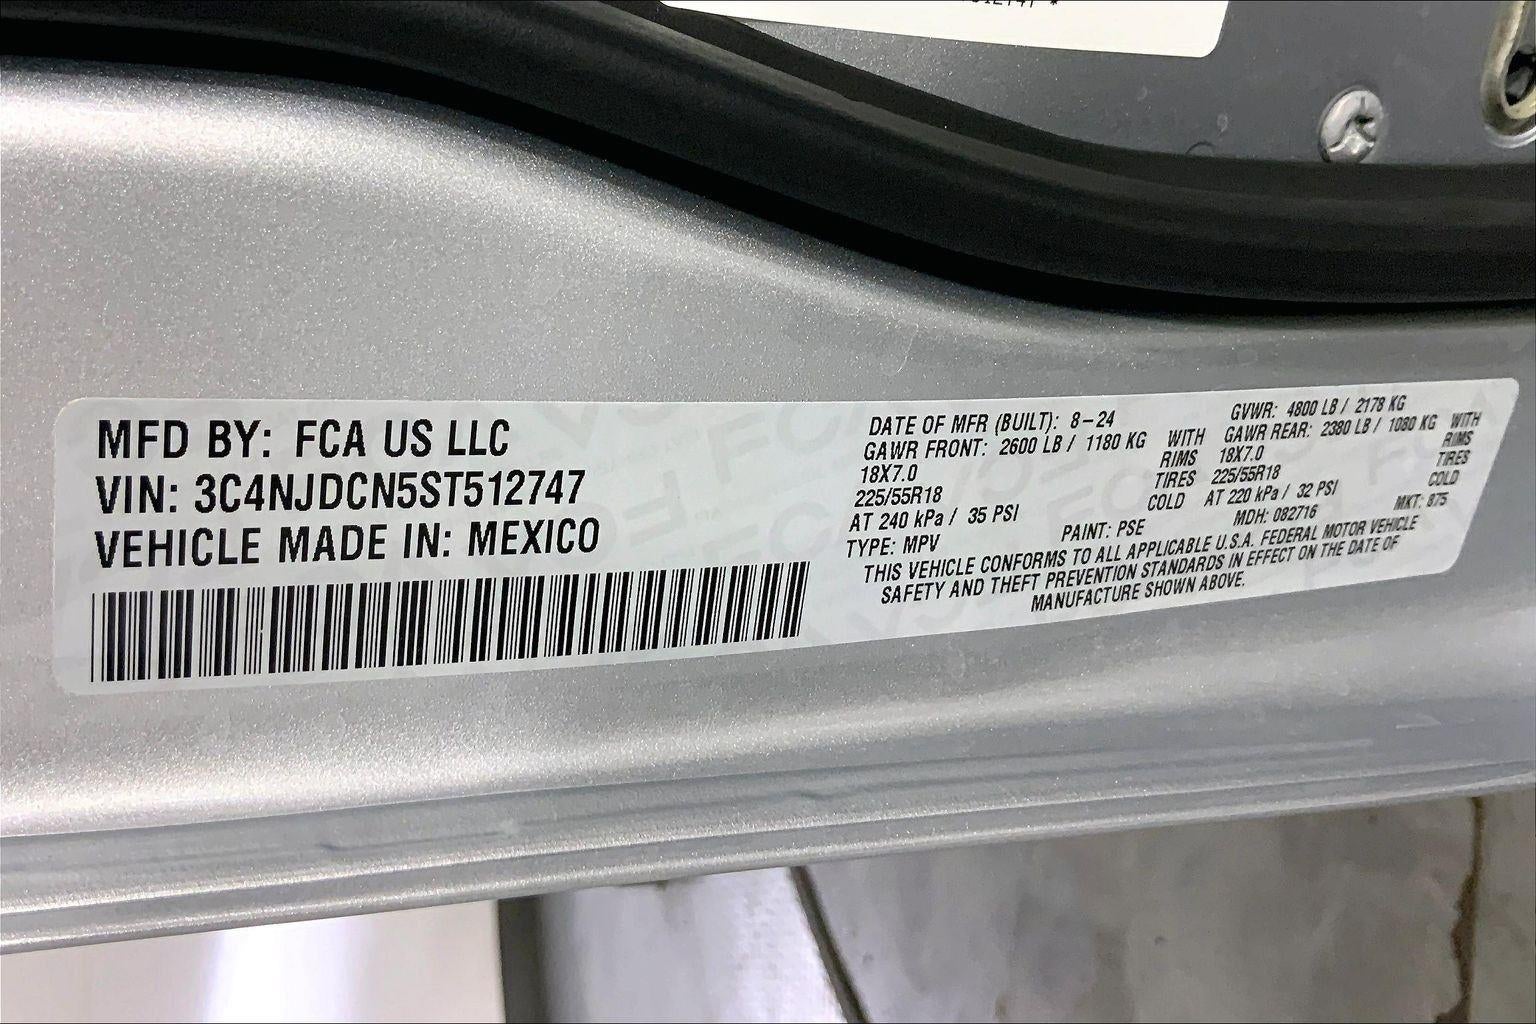 MFD BY: FCA US LLC
VIN: 3C4NJDCN5ST512747
VEHICLE MADE IN: MEXICO
DATE OF MFR (BUILT): 8-24 GVWR: 4800 LB / 2178 KG
GAWR FRONT: 2600 LB / 1180 KG WITH GAWR REAR: 2380 LB / 1080 KG WITH
18X7.0 RIMS 18X7.0 RIMS
225/55R18 TIRES 225/55R18 TIRES
AT 240 kPa / 35 PSI COLD AT 220 kPa / 32 PSI COLD
TYPE: MPV PAINT: PSE MDH: 082716 MKT: 875
THIS VEHICLE CONFORMS TO ALL APPLICABLE U.S.A. FEDERAL MOTOR VEHICLE
SAFETY AND THEFT PREVENTION STANDARDS IN EFFECT ON THE DATE OF
MANUFACTURE SHOWN ABOVE.